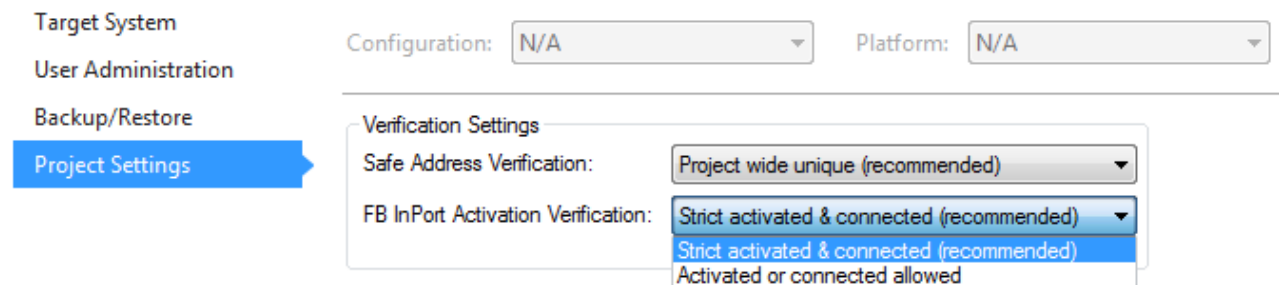 Target System
User Administration
Backup/Restore
Project Settings
Configuration: N/A Platform: N/A
Verification Settings
Safe Address Verification: Project wide unique (recommended)
FB InPort Activation Verification: Strict activated & connected (recommended)
Strict activated & connected (recommended)
Activated or connected allowed